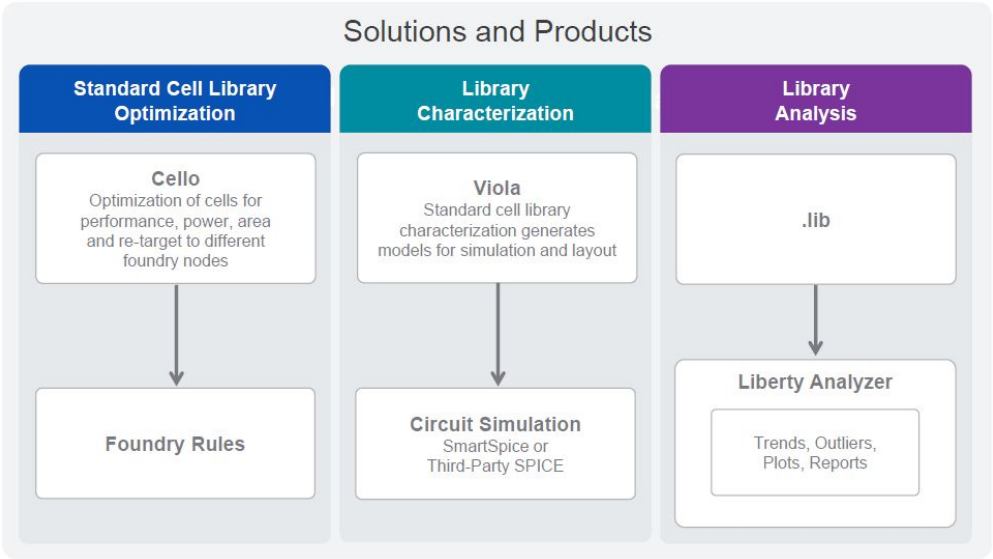 Solutions and Products
Standard Cell Library
Optimization
Cello
Optimization of cells for
performance, power, area
and re-target to different
foundry nodes
Foundry Rules
Library
Characterization
Viola
Standard cell library
characterization generates
models for simulation and layout
Circuit Simulation
SmartSpice or
Third-Party SPICE
Library
Analysis
.lib
Liberty Analyzer
Trends, Outliers,
Plots, Reports